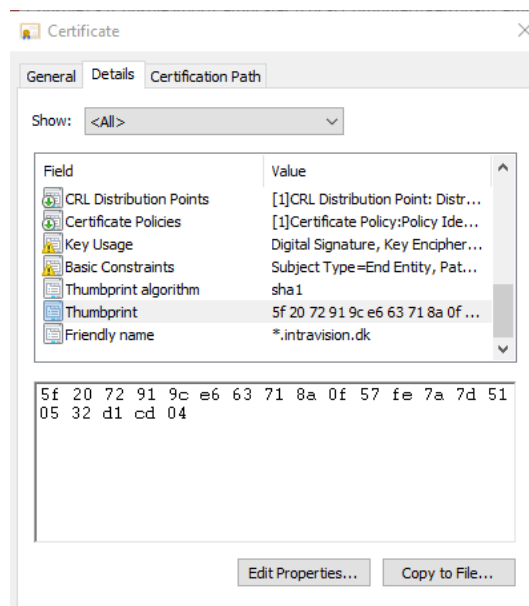 Certificate
General Details Certification Path
Show: <All>
Field Value
CRL Distribution Points [1]CRL Distribution Point: Distr...
Certificate Policies [1]Certificate Policy:Policy Ide...
Key Usage Digital Signature, Key Encipher...
Basic Constraints Subject Type=End Entity, Pat...
Thumbprint algorithm sha1
Thumbprint 5f 20 72 91 9c e6 63 71 8a 0f ...
Friendly name *.intravision.dk
5f 20 72 91 9c e6 63 71 8a 0f 57 fe 7a 7d 51
05 32 d1 cd 04
Edit Properties... Copy to File...